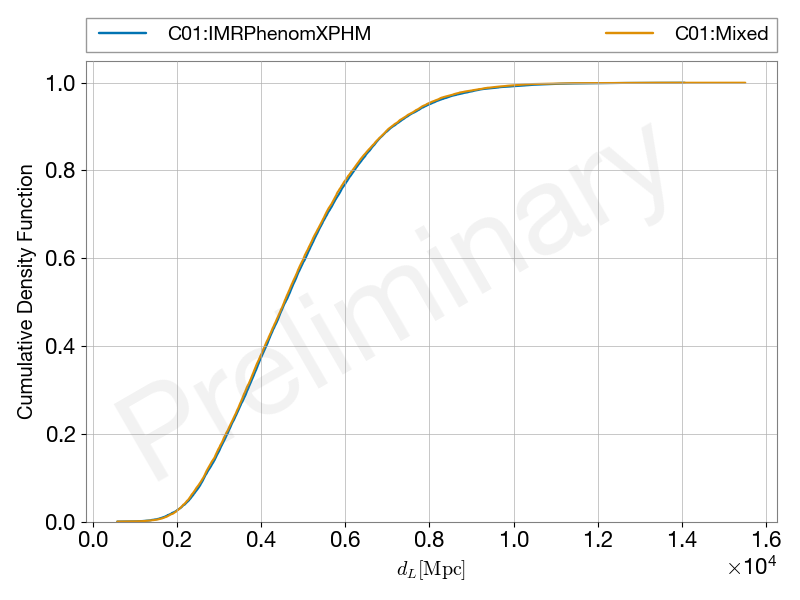 C01:IMRPhenomXPHM C01:Mixed
1.0
0.8
0.6
0.4
0.2
0.0
Cumulative Density Function
Preliminary
0.0 0.2 0.4 0.6 0.8 1.0 1.2 1.4 1.6
×10⁴
d_L[Mpc]